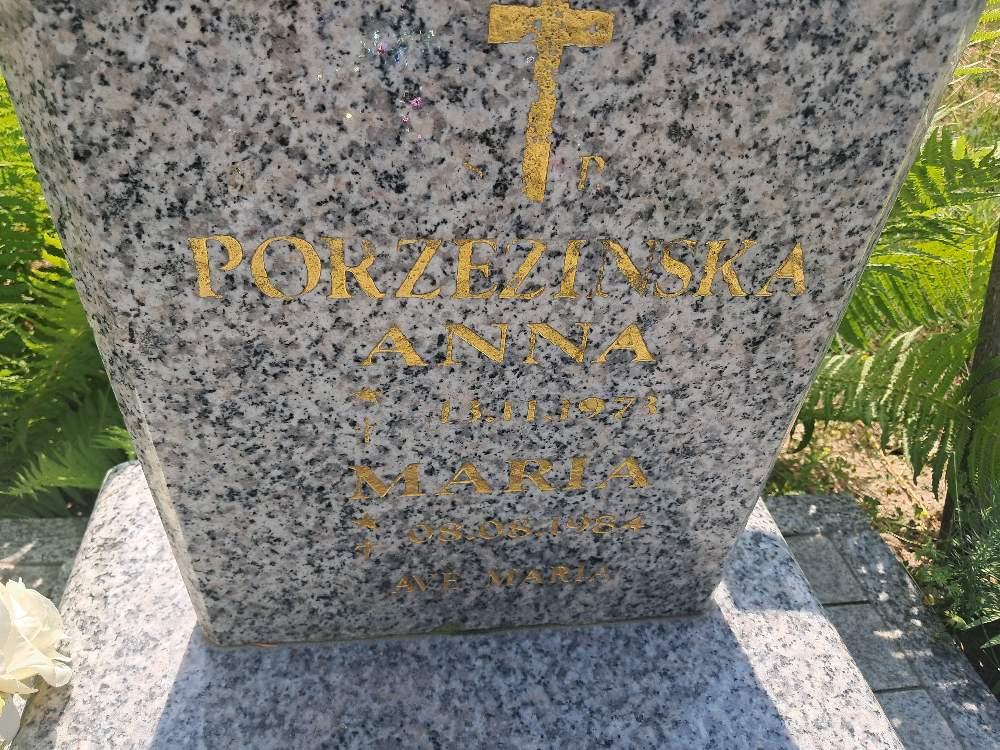 P.
PORZEZINSKA
ANNA
* † 13.11.1973
MARIA
* † 08.08.1984
AVE MARIA